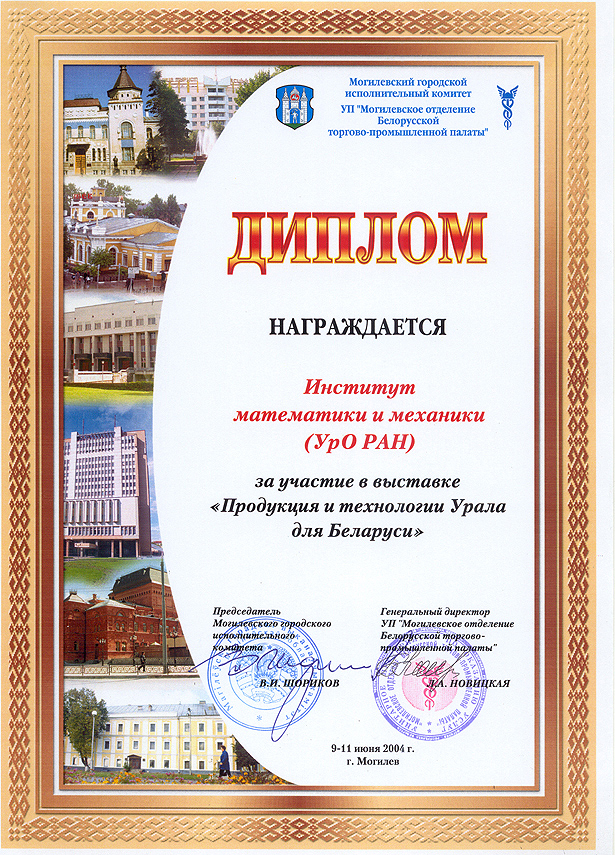 Могилевский городской
исполнительный комитет
УП "Могилевское отделение
Белорусской
торгово-промышленной палаты"
ДИПЛОМ
НАГРАЖДАЕТСЯ
Институт
математики и механики
(УрО РАН)
за участие в выставке
«Продукция и технологии Урала
для Беларуси»
Председатель
Могилевского городского
исполнительного
комитета
В.И. ШОРИКОВ
Генеральный директор
УП "Могилевское отделение
Белорусской торгово-
промышленной палаты"
НОВИЦКАЯ
9-11 июня 2004 г.
г. Могилев